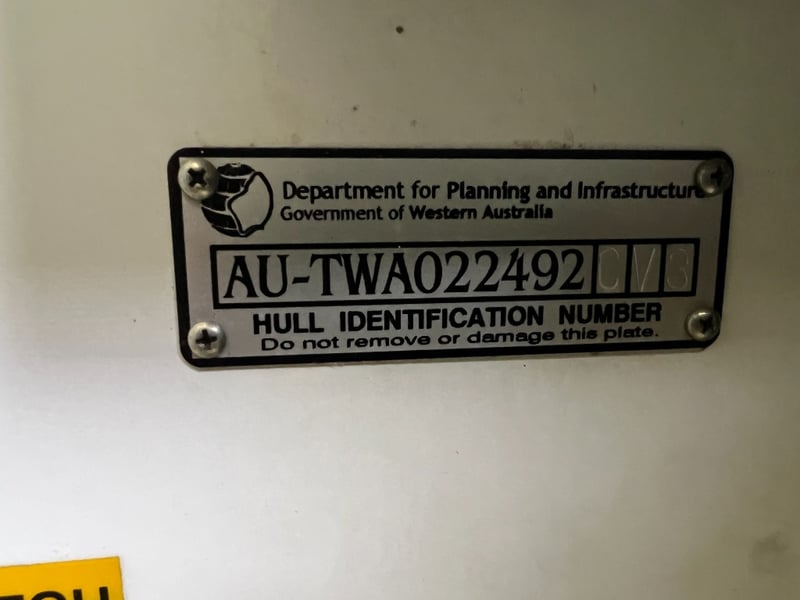 Department for Planning and Infrastructure
Government of Western Australia
AU-TWA022492CV3
HULL IDENTIFICATION NUMBER
Do not remove or damage this plate.